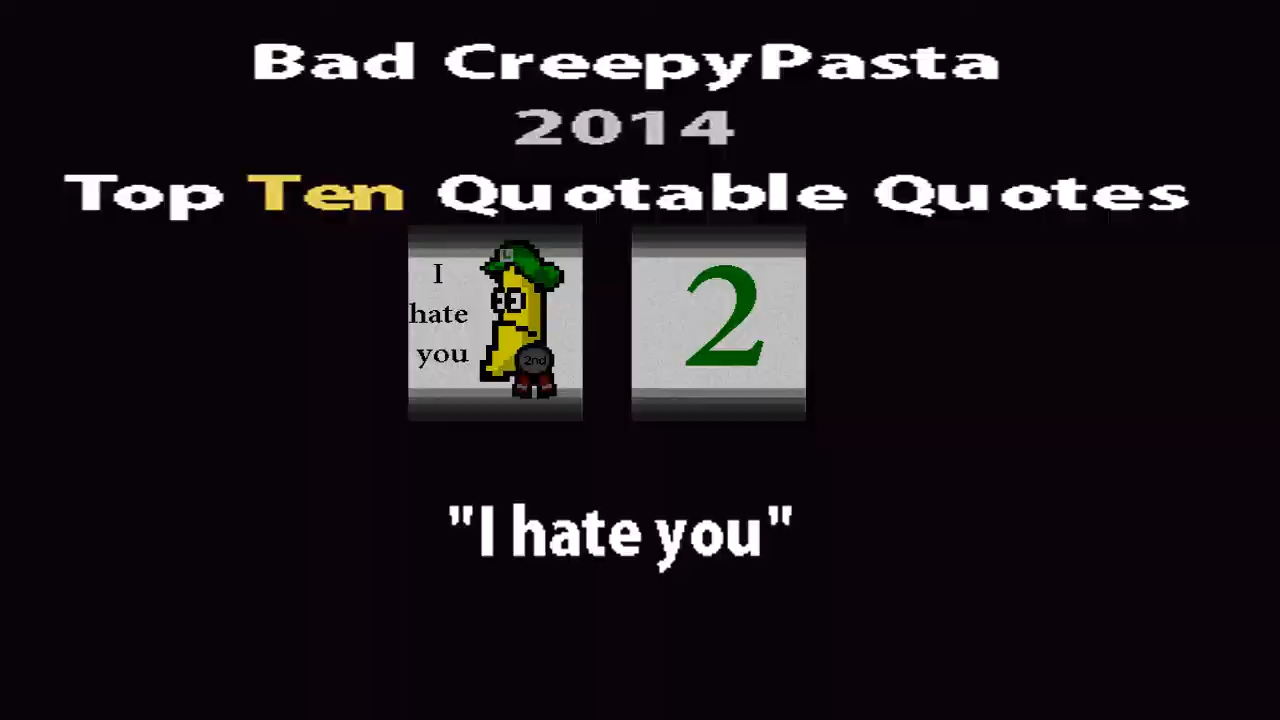 Bad CreepyPasta
2014
Top Ten Quotable Quotes
I
hate
you
L
2nd
2
"I hate you"